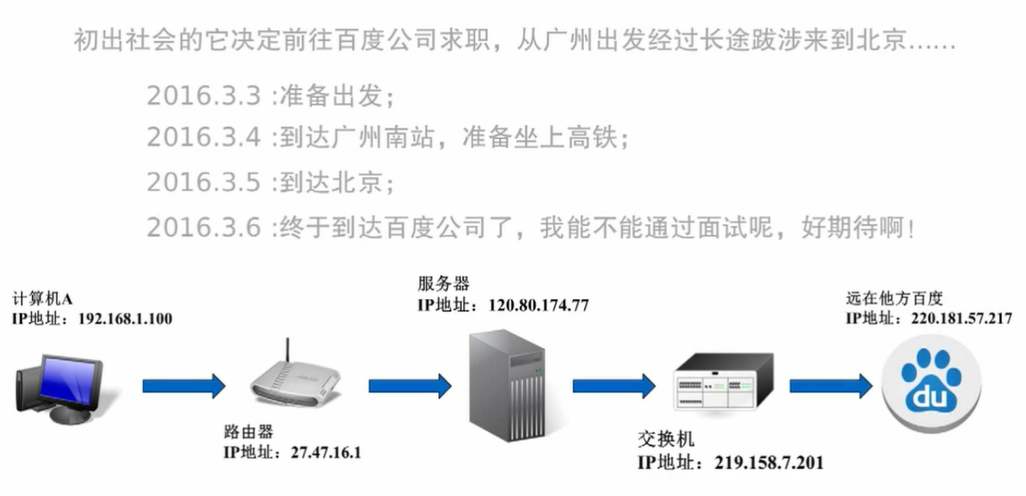 初出社会的它决定前往百度公司求职，从广州出发经过长途跋涉来到北京......
2016.3.3 :准备出发；
2016.3.4 :到达广州南站，准备坐上高铁；
2016.3.5 :到达北京；
2016.3.6 :终于到达百度公司了，我能不能通过面试呢，好期待啊！
计算机A
IP地址：192.168.1.100
路由器
IP地址：27.47.16.1
服务器
IP地址：120.80.174.77
交换机
IP地址：219.158.7.201
远在他方百度
IP地址：220.181.57.217
du